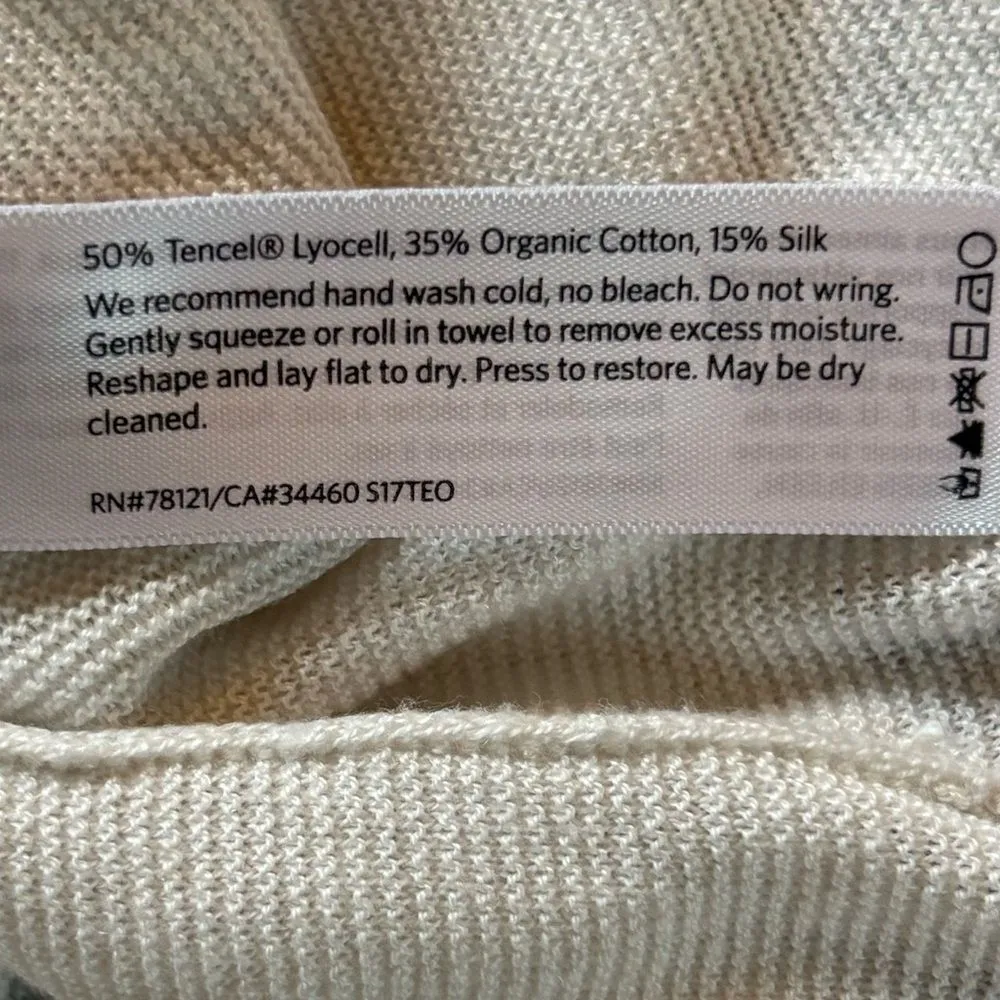 50% Tencel® Lyocell, 35% Organic Cotton, 15% Silk
We recommend hand wash cold, no bleach. Do not wring.
Gently squeeze or roll in towel to remove excess moisture.
Reshape and lay flat to dry. Press to restore. May be dry
cleaned.
RN#78121/CA#34460 S17TEO